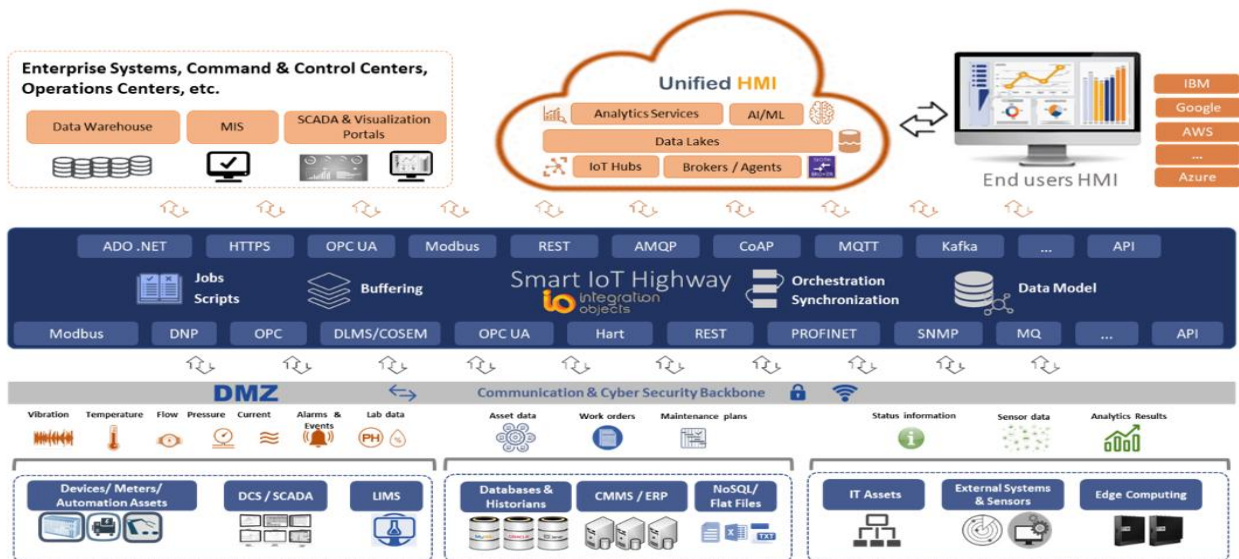 Enterprise Systems, Command & Control Centers,
Operations Centers, etc.
Data Warehouse
MIS
SCADA & Visualization
Portals
Unified HMI
Analytics Services
AI/ML
Data Lakes
IoT Hubs
Brokers / Agents
End users HMI
IBM
Google
AWS
...
Azure
ADO .NET
HTTPS
OPC UA
Modbus
REST
AMQP
CoAP
MQTT
Kafka
...
API
Jobs
Scripts
Buffering
Smart IoT Highway
io integration
objects
Orchestration
Synchronization
Data Model
Modbus
DNP
OPC
DLMS/COSEM
OPC UA
Hart
REST
PROFINET
SNMP
MQ
...
API
DMZ
Communication & Cyber Security Backbone
Vibration
Temperature
Flow
Pressure
Current
Alarms &
Events
Lab data
PH
%
Asset data
Work orders
Maintenance plans
Status information
Sensor data
Analytics Results
Devices/ Meters/
Automation Assets
DCS / SCADA
LIMS
Databases &
Historians
CMMS / ERP
NoSQL/
Flat Files
TXT
IT Assets
External Systems
& Sensors
Edge Computing